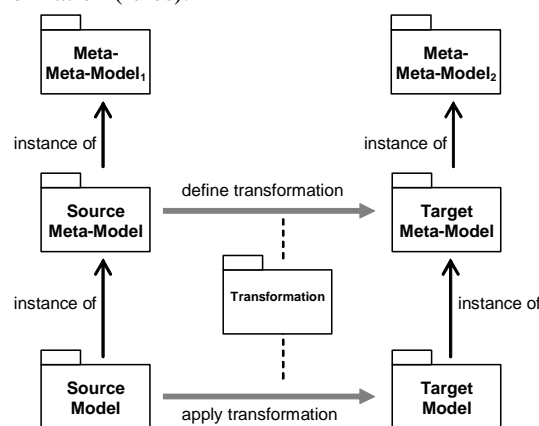 Meta-
Meta-Model₁
Meta-
Meta-Model₂
instance of
instance of
define transformation
Source
Meta-Model
Target
Meta-Model
Transformation
instance of
instance of
Source
Model
Target
Model
apply transformation